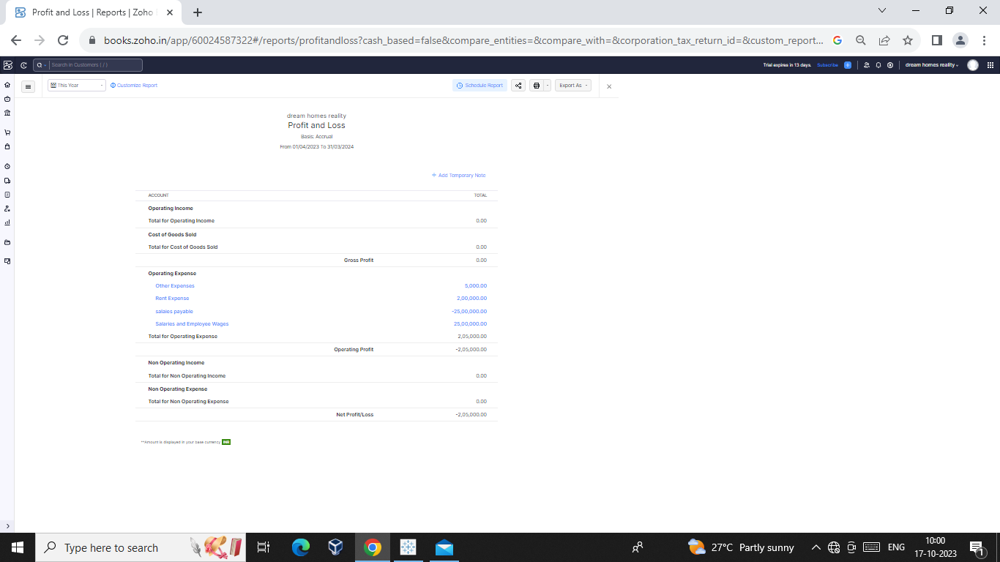 Profit and Loss | Reports | Zoho
books.zoho.in/app/60024587322#/reports/profitandloss?cash_based=false&compare_entities=&compare_with=&corporation_tax_return_id=&custom_report...
Search in Customers ( / )
Trial expires in 13 days. Subscribe
dream homes reality
This Year
Customize Report
Schedule Report
Export As
dream homes reality
Profit and Loss
Basis: Accrual
From 01/04/2023 To 31/03/2024
+ Add Temporary Note
ACCOUNT TOTAL
Operating Income
Total for Operating Income 0.00
Cost of Goods Sold
Total for Cost of Goods Sold 0.00
Gross Profit 0.00
Operating Expense
Other Expenses 5,000.00
Rent Expense 2,00,000.00
salaies payable -25,00,000.00
Salaries and Employee Wages 25,00,000.00
Total for Operating Expense 2,05,000.00
Operating Profit -2,05,000.00
Non Operating Income
Total for Non Operating Income 0.00
Non Operating Expense
Total for Non Operating Expense 0.00
Net Profit/Loss -2,05,000.00
**Amount is displayed in your base currency INR
Type here to search
27°C Partly sunny
ENG
10:00
17-10-2023
1